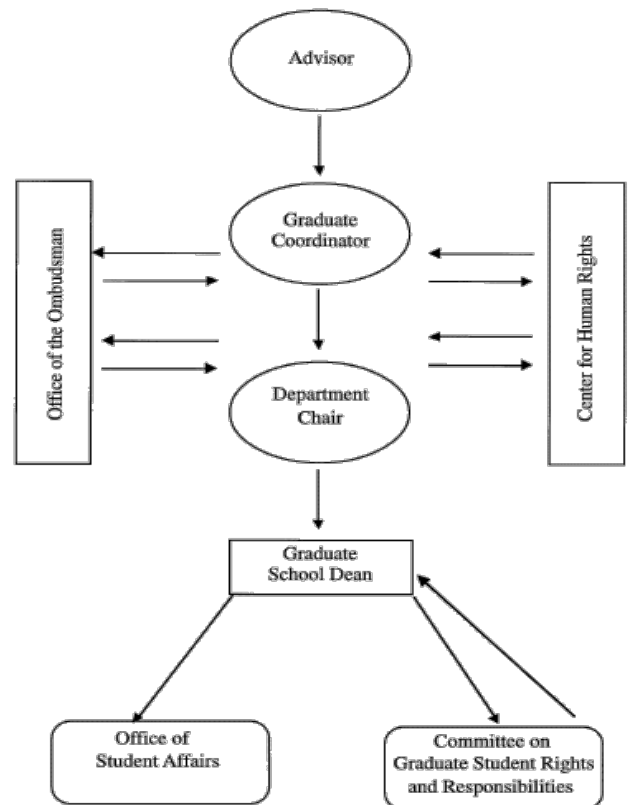 Advisor
Graduate
Coordinator
Office of the Ombudsman
Center for Human Rights
Department
Chair
Graduate
School Dean
Office of
Student Affairs
Committee on
Graduate Student Rights
and Responsibilities